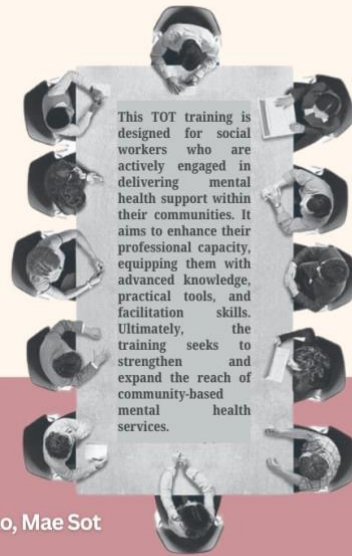 This TOT training is
designed for social
workers who are
actively engaged in
delivering mental
health support within
their communities. It
aims to enhance their
professional capacity,
equipping them with
advanced knowledge,
practical tools, and
facilitation skills.
Ultimately, the
training seeks to
strengthen and
expand the reach of
community-based
mental health
services.
o, Mae Sot